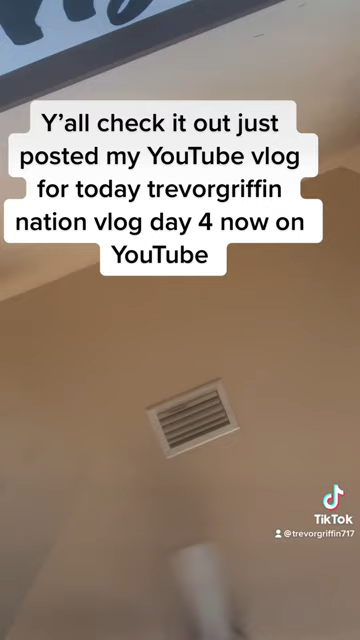 Y’all check it out just
posted my YouTube vlog
for today trevorgriffin
nation vlog day 4 now on
YouTube
TikTok
@trevorgriffin717